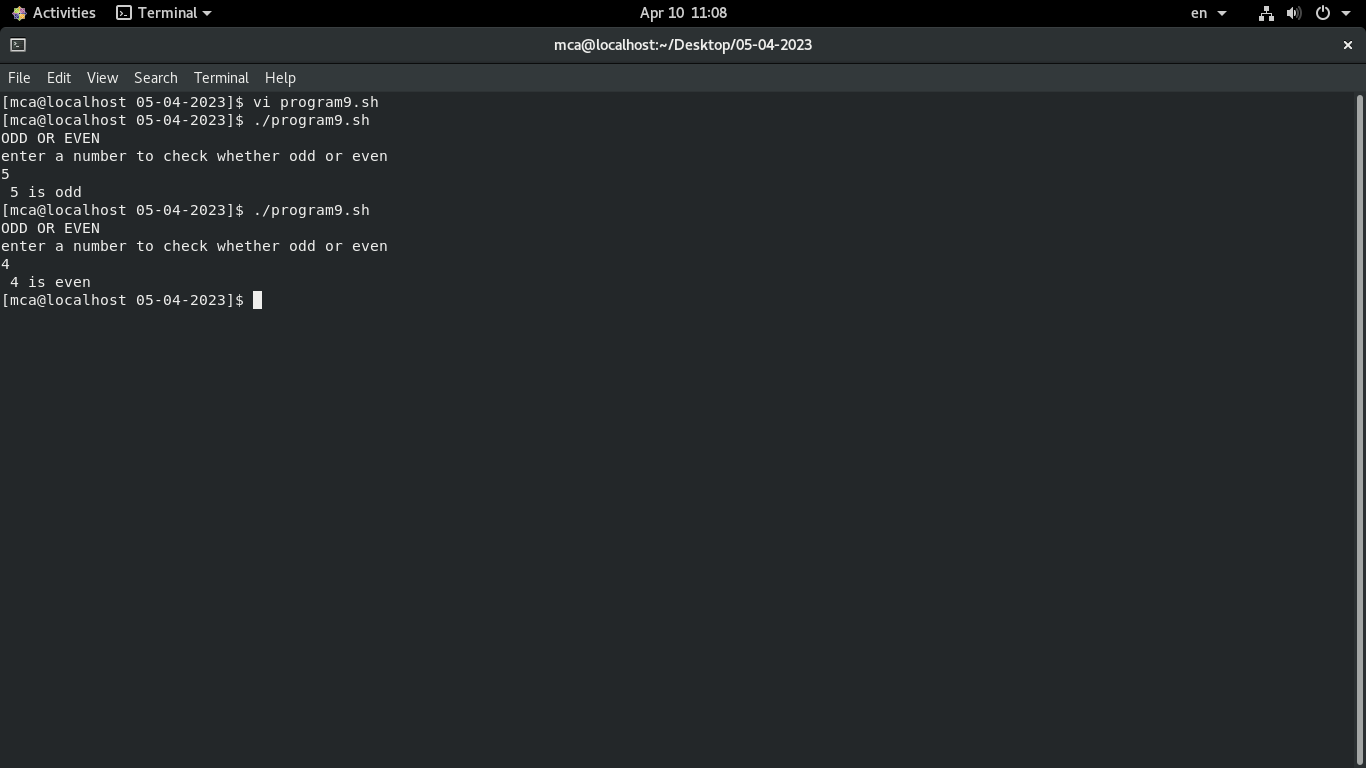 Activities Terminal Apr 10 11:08 en
mca@localhost:~/Desktop/05-04-2023
File Edit View Search Terminal Help
[mca@localhost 05-04-2023]$ vi program9.sh
[mca@localhost 05-04-2023]$ ./program9.sh
ODD OR EVEN
enter a number to check whether odd or even
5
 5 is odd
[mca@localhost 05-04-2023]$ ./program9.sh
ODD OR EVEN
enter a number to check whether odd or even
4
 4 is even
[mca@localhost 05-04-2023]$